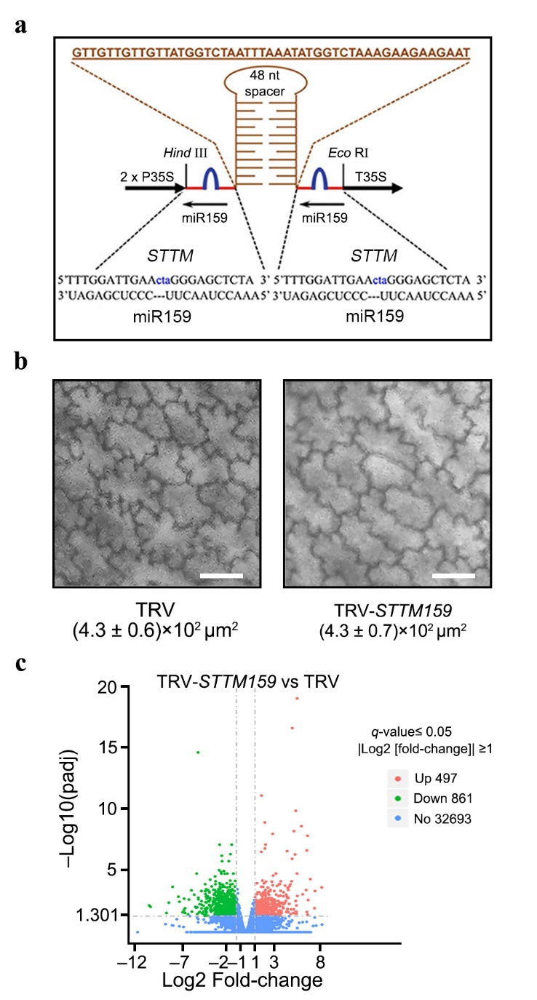 a
GTTGTTGTTGTTATGGTCTAATTTAAATATGGTCTAAAGAAGAAGAAT
48 nt
spacer
Hind III
Eco RI
2 x P35S
T35S
miR159
miR159
STTM
STTM
5'TTTGGATTGAActaGGGAGCTCTA 3'
5'TTTGGATTGAActaGGGAGCTCTA 3'
3'UAGAGCUCCC---UUCAAUCCAAA5'
3'UAGAGCUCCC---UUCAAUCCAAA 5'
miR159
miR159
b
TRV
(4.3 ± 0.6)×10² µm²
TRV-STTM159
(4.3 ± 0.7)×10² µm²
c
TRV-STTM159 vs TRV
20
15
10
5
1.301
–Log10(padj)
–12 –7 –2 –1 1 3 8
Log2 Fold-change
q-value≤ 0.05
|Log2 [fold-change]| ≥1
Up 497
Down 861
No 32693